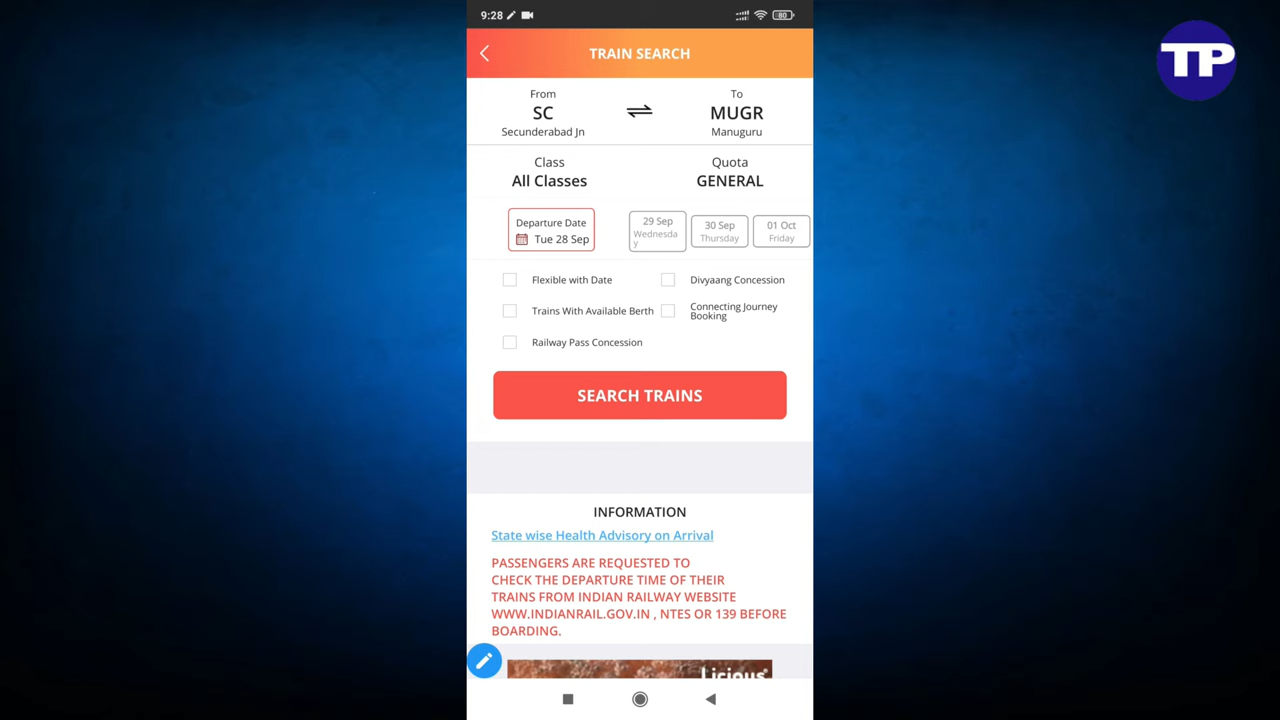 9:28
80
TP
TRAIN SEARCH
From
To
SC
MUGR
Secunderabad Jn
Manuguru
Class
Quota
All Classes
GENERAL
Departure Date
Tue 28 Sep
29 Sep
Wednesda
y
30 Sep
Thursday
01 Oct
Friday
Flexible with Date
Divyaang Concession
Trains With Available Berth
Connecting Journey
Booking
Railway Pass Concession
SEARCH TRAINS
INFORMATION
State wise Health Advisory on Arrival
PASSENGERS ARE REQUESTED TO
CHECK THE DEPARTURE TIME OF THEIR
TRAINS FROM INDIAN RAILWAY WEBSITE
WWW.INDIANRAIL.GOV.IN , NTES OR 139 BEFORE
BOARDING.
Licious®